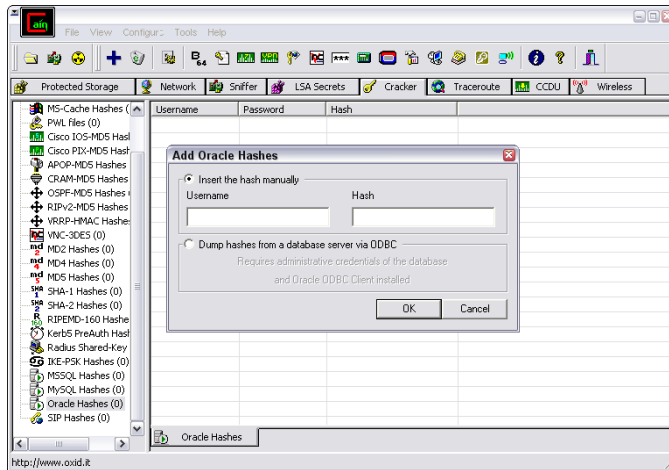 Cain
File View Configure Tools Help
B64
***
?
Protected Storage Network Sniffer LSA Secrets Cracker Traceroute CCDU Wireless
MS-Cache Hashes (
PWL files (0)
Cisco IOS-MD5 Hasl
Cisco PIX-MD5 Hash
APOP-MD5 Hashes
CRAM-MD5 Hashes
OSPF-MD5 Hashes
RIPv2-MD5 Hashes
VRRP-HMAC Hashe
VNC-3DES (0)
MD2 Hashes (0)
MD4 Hashes (0)
MD5 Hashes (0)
SHA-1 Hashes (0)
SHA-2 Hashes (0)
RIPEMD-160 Hashe
Kerb5 PreAuth Hash
Radius Shared-Key
IKE-PSK Hashes (0)
MSSQL Hashes (0)
MySQL Hashes (0)
Oracle Hashes (0)
SIP Hashes (0)
Username Password Hash
Add Oracle Hashes
Insert the hash manually
Username Hash
Dump hashes from a database server via ODBC
Requires administrative credentials of the database
and Oracle ODBC Client installed
OK Cancel
Oracle Hashes
http://www.oxid.it